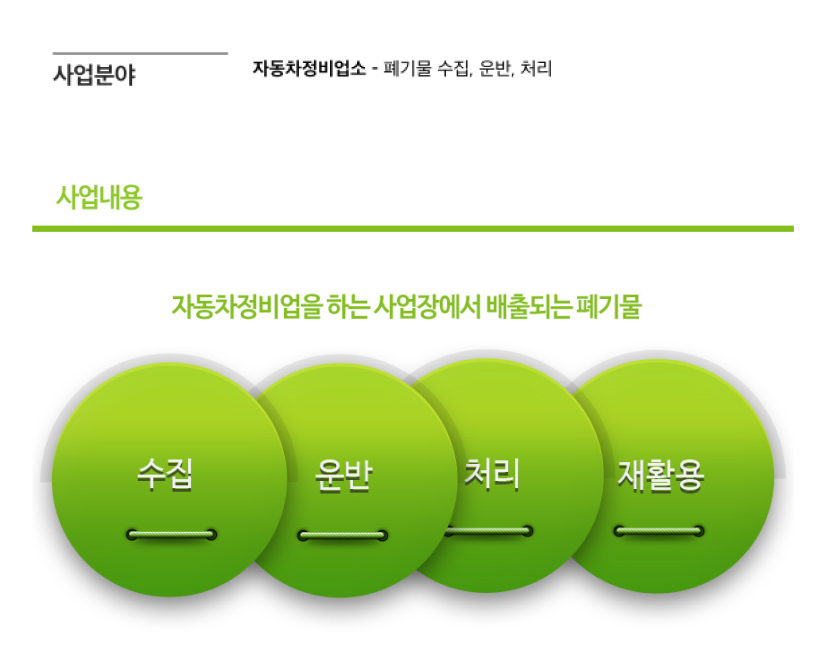 사업분야
자동차정비업소 - 폐기물 수집, 운반, 처리
사업내용
자동차정비업을 하는 사업장에서 배출되는 폐기물
수집
운반
처리
재활용